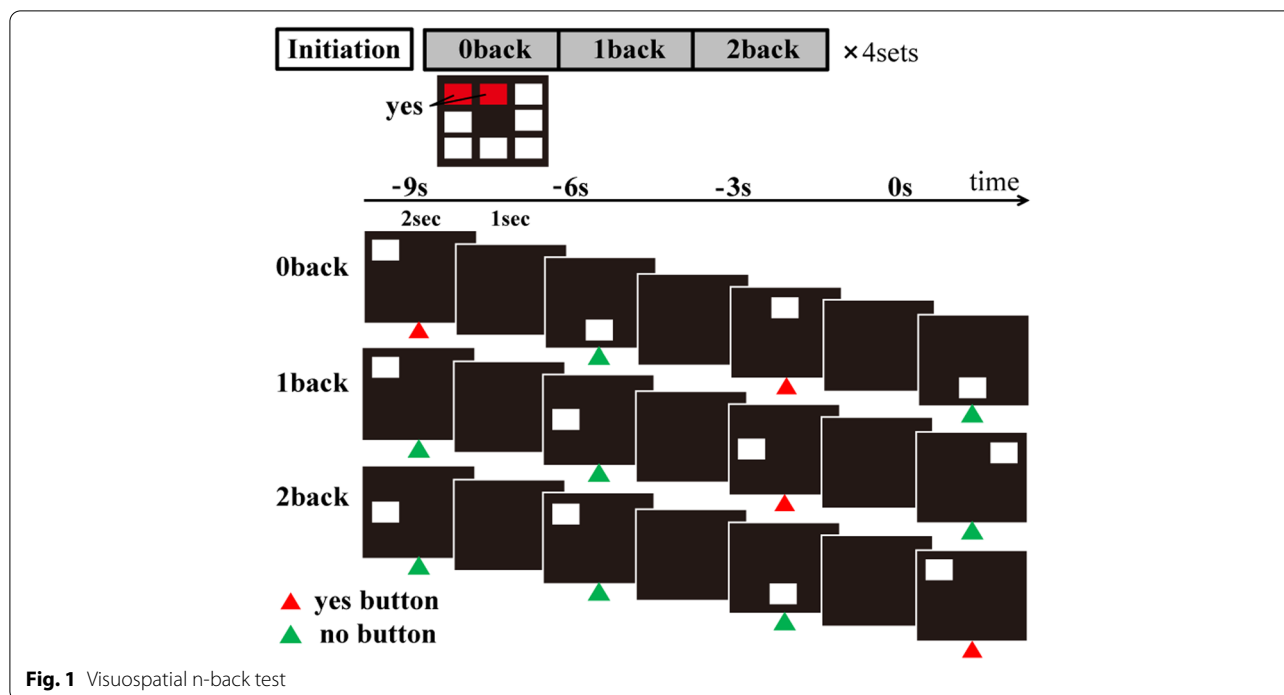 Initiation 0back 1back 2back ×4sets
yes
-9s -6s -3s 0s time
2sec 1sec
0back
1back
2back
yes button
no button
Fig. 1 Visuospatial n-back test